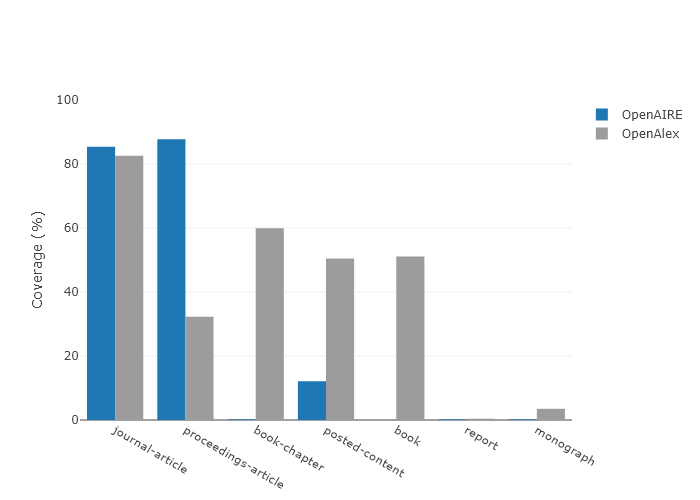 100
80
60
40
20
0
Coverage (%)
journal-article
proceedings-article
book-chapter
posted-content
book
report
monograph
OpenAIRE
OpenAlex